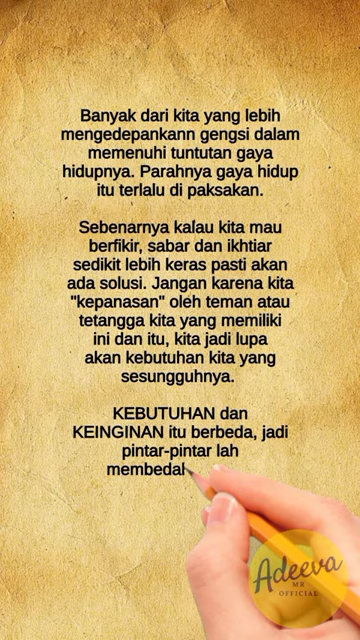 Banyak dari kita yang lebih
mengedepankann gengsi dalam
memenuhi tuntutan gaya
hidupnya. Parahnya gaya hidup
itu terlalu di paksakan.
Sebenarnya kalau kita mau
berfikir, sabar dan ikhtiar
sedikit lebih keras pasti akan
ada solusi. Jangan karena kita
"kepanasan" oleh teman atau
tetangga kita yang memiliki
ini dan itu, kita jadi lupa
akan kebutuhan kita yang
sesungguhnya.
KEBUTUHAN dan
KEINGINAN itu berbeda, jadi
pintar-pintar lah
membedak
Adeeva
MR
OFFICIAL